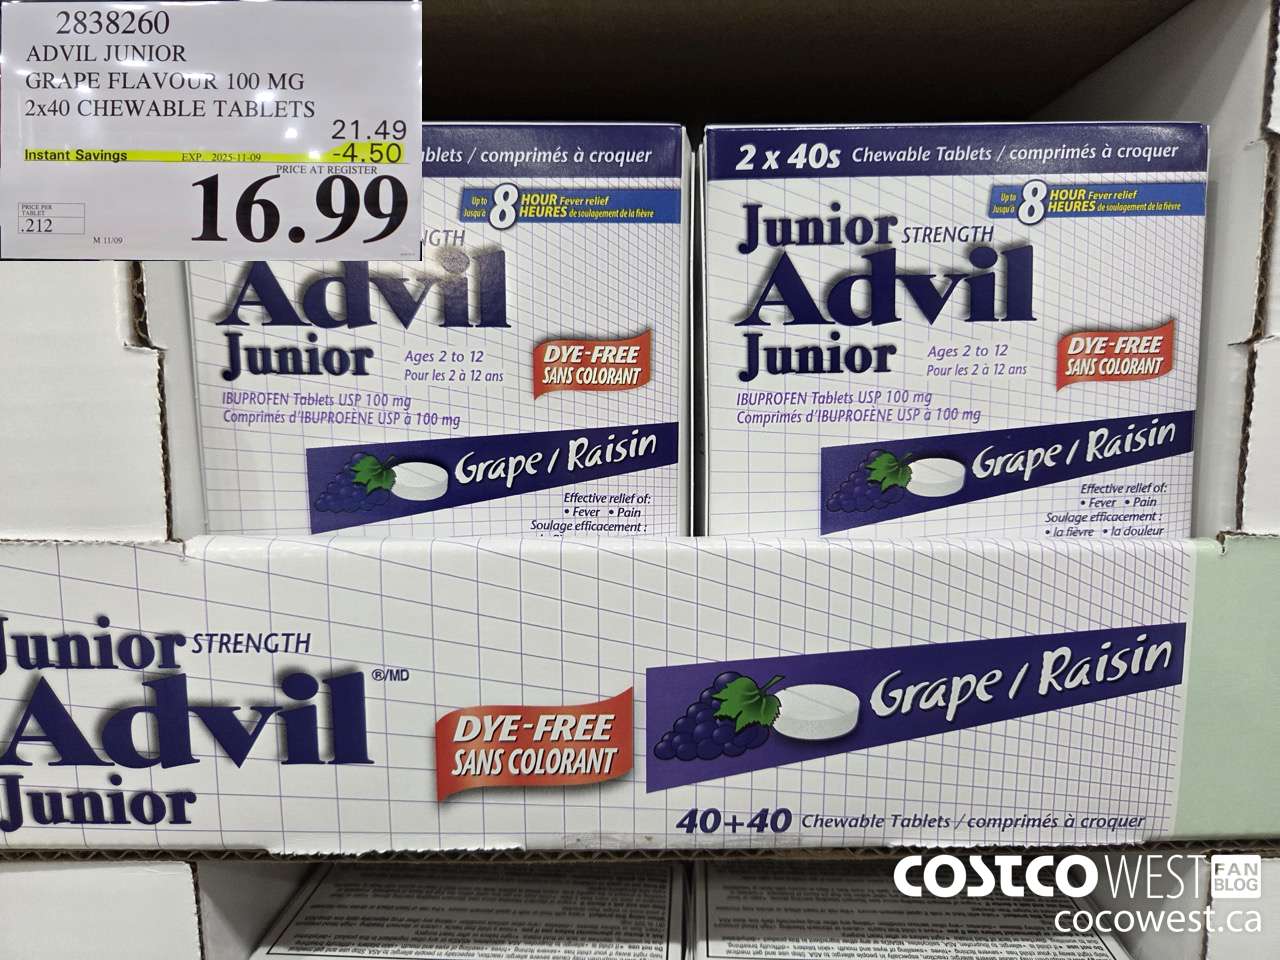 2838260
ADVIL JUNIOR
GRAPE FLAVOUR 100 MG
2x40 CHEWABLE TABLETS
21.49
Instant Savings EXP. 2025-11-09 -4.50
PRICE AT REGISTER
16.99
PRICE PER
TABLET
.212
M 11/09
ablets / comprimés à croquer
Up to
Jusqu'à
8
HOUR Fever relief
HEURES de soulagement de la fièvre
NGTH
Advil
Junior
Ages 2 to 12
Pour les 2 à 12 ans
DYE-FREE
SANS COLORANT
IBUPROFEN Tablets USP 100 mg
Comprimés d'IBUPROFÈNE USP à 100 mg
Grape / Raisin
Effective relief of:
• Fever • Pain
Soulage efficacement :
2 x 40s Chewable Tablets / comprimés à croquer
Up to
Jusqu'à
8
HOUR Fever relief
HEURES de soulagement de la fièvre
Junior STRENGTH
Advil
Junior
Ages 2 to 12
Pour les 2 à 12 ans
DYE-FREE
SANS COLORANT
IBUPROFEN Tablets USP 100 mg
Comprimés d'IBUPROFÈNE USP à 100 mg
Grape / Raisin
Effective relief of:
• Fever • Pain
Soulage efficacement :
• la fièvre • la douleur
Junior STRENGTH
Advil ®/MD
Junior
DYE-FREE
SANS COLORANT
Grape / Raisin
40+40 Chewable Tablets / comprimés à croquer
COSTCO WEST FAN BLOG
cocowest.ca